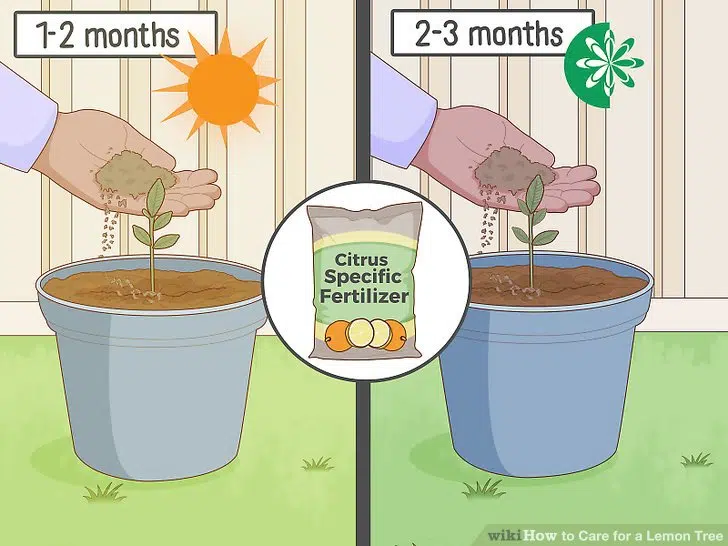 1-2 months
2-3 months
Citrus
Specific
Fertilizer
wikiHow to Care for a Lemon Tree